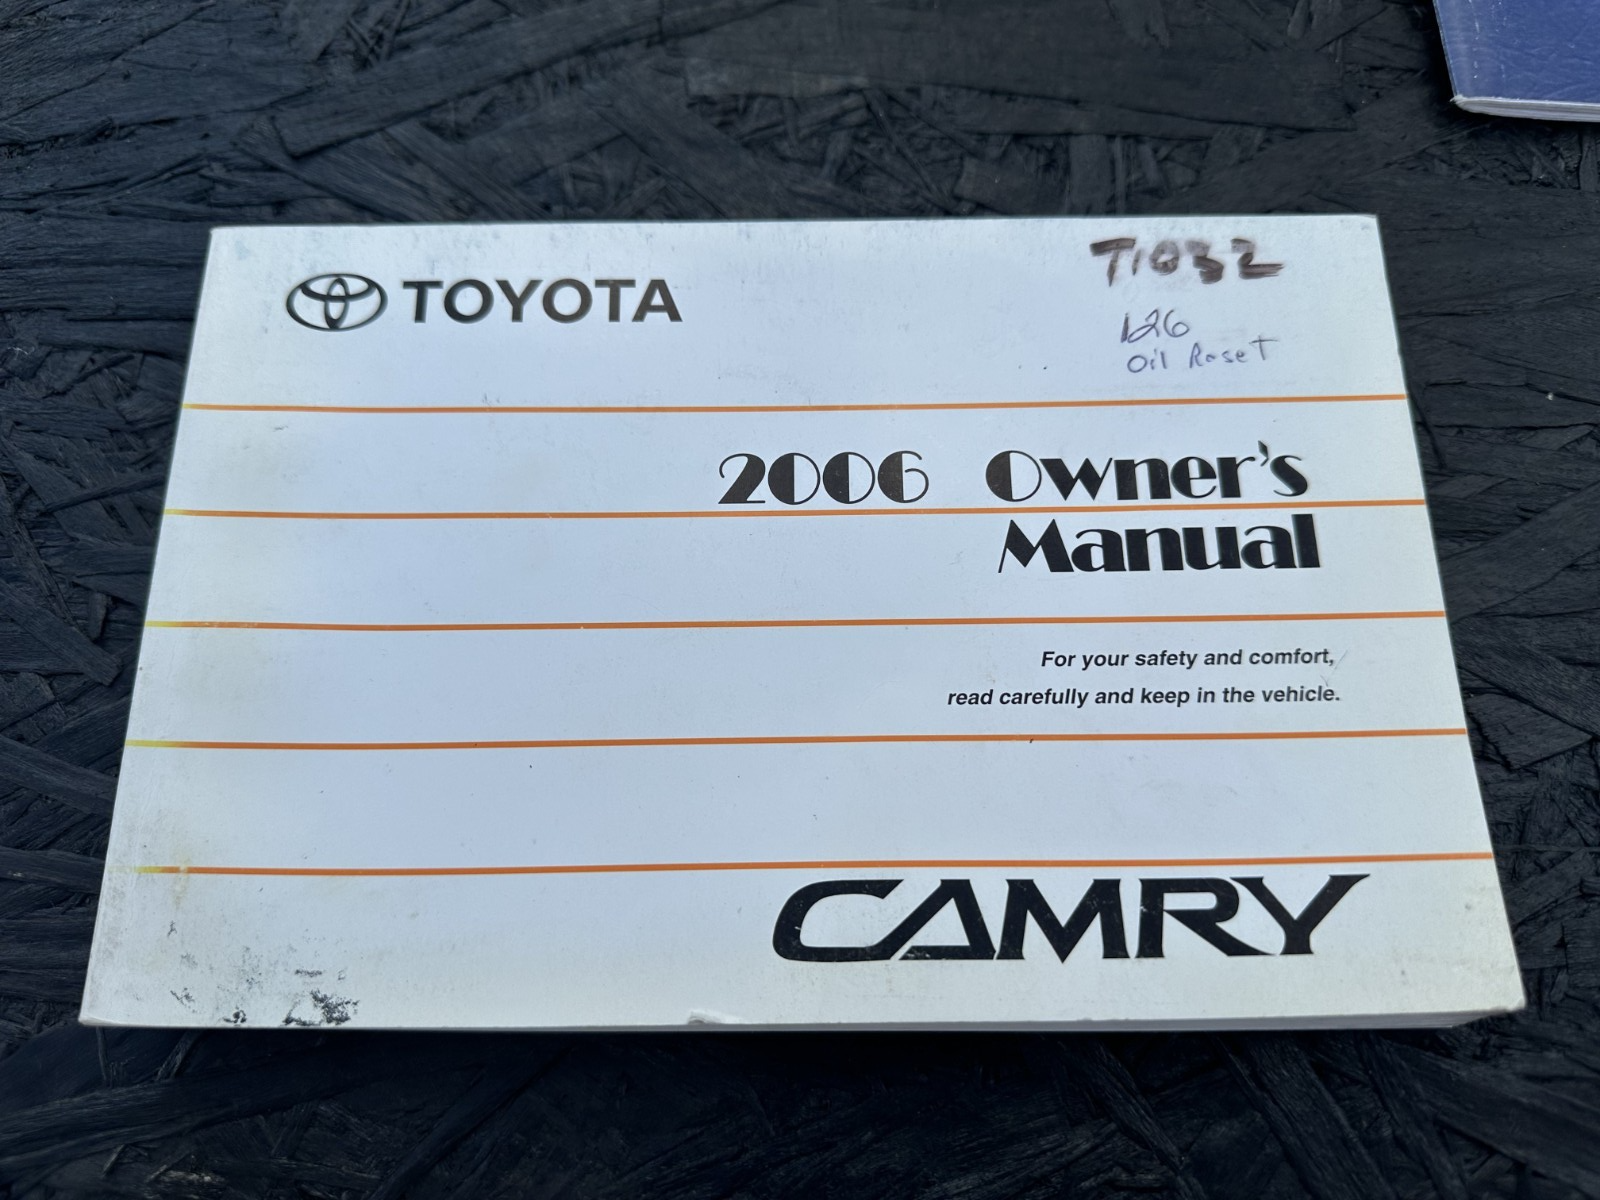 TOYOTA
T1032
126
Oil Reset
2006 Owner's
Manual
For your safety and comfort,
read carefully and keep in the vehicle.
CAMRY